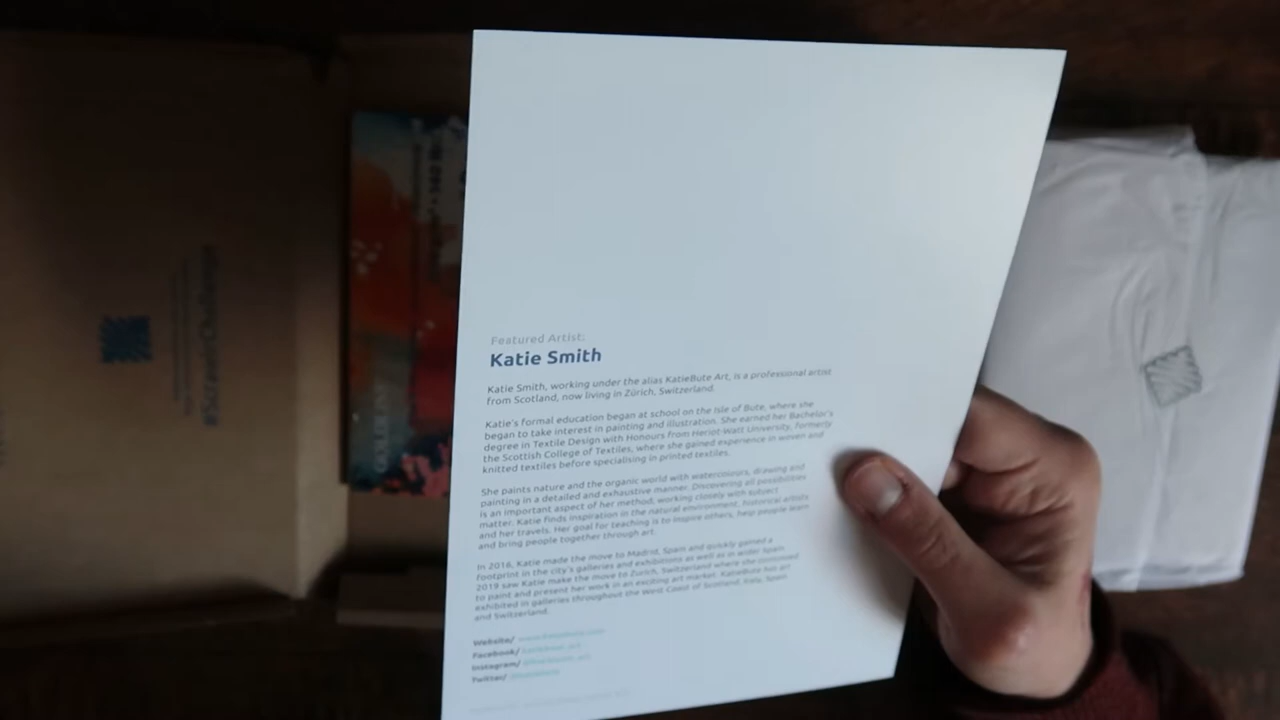 Featured Artist:
Katie Smith
Katie Smith, working under the alias KatieBute Art, is a professional artist
from Scotland, now living in Zürich, Switzerland.
Katie's formal education began at school on the Isle of Bute, where she
began to take interest in painting and illustration. She earned her Bachelor's
degree in Textile Design with Honours from Heriot-Watt University, formerly
the Scottish College of Textiles, where she gained experience in woven and
knitted textiles before specialising in printed textiles.
She paints nature and the organic world with watercolours, drawing and
painting in a detailed and exhaustive manner. Discovering all possibilities
is an important aspect of her method, working closely with subject
matter. Katie finds inspiration in the natural environment, historical artists
and her travels. Her goal for teaching is to inspire others, help people learn
and bring people together through art.
In 2016, Katie made the move to Madrid, Spain and quickly gained a
footprint in the city's galleries and exhibitions as well as in wider Spain.
2019 saw Katie make the move to Zurich, Switzerland where she continued
to paint and present her work in an exciting art market. KatieBute has art
exhibited in galleries throughout the West Coast of Scotland, Italy, Spain
and Switzerland.
Website/
Facebook/
Instagram/
Twitter/